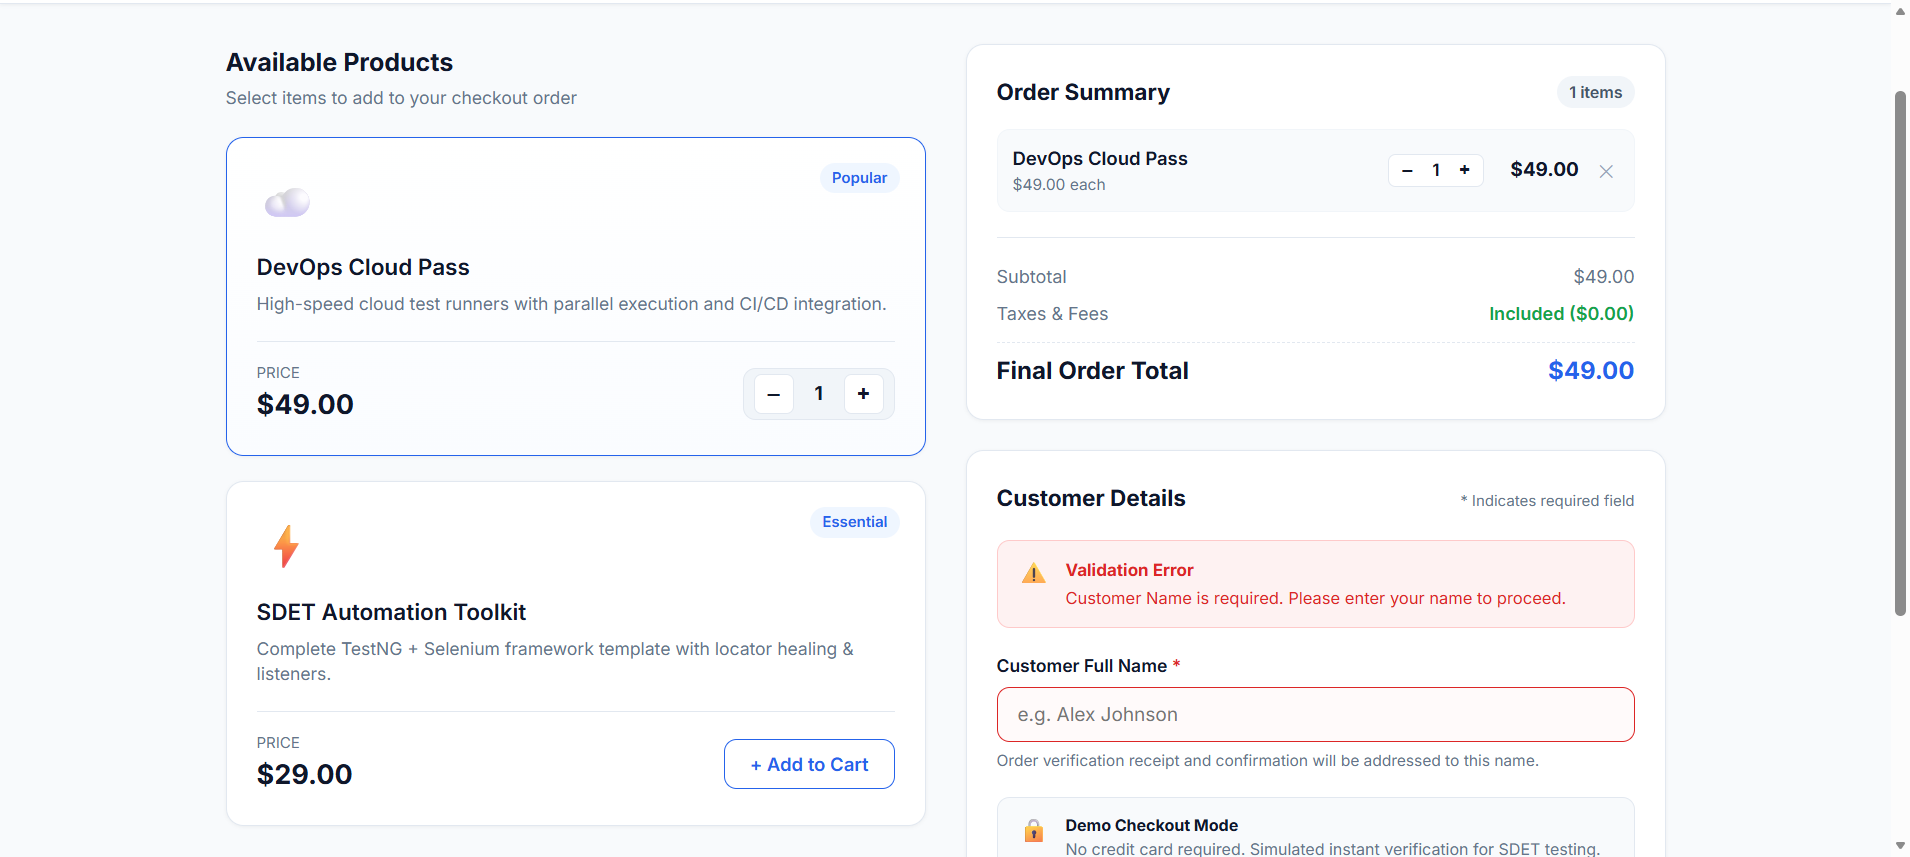 Available Products
Select items to add to your checkout order
Popular
DevOps Cloud Pass
High-speed cloud test runners with parallel execution and CI/CD integration.
PRICE
$49.00
– 1 +
Essential
SDET Automation Toolkit
Complete TestNG + Selenium framework template with locator healing &
listeners.
PRICE
$29.00
+ Add to Cart
Order Summary
1 items
DevOps Cloud Pass
$49.00 each
– 1 +
$49.00
×
Subtotal
$49.00
Taxes & Fees
Included ($0.00)
Final Order Total
$49.00
Customer Details
* Indicates required field
Validation Error
Customer Name is required. Please enter your name to proceed.
Customer Full Name *
e.g. Alex Johnson
Order verification receipt and confirmation will be addressed to this name.
Demo Checkout Mode
No credit card required. Simulated instant verification for SDET testing.